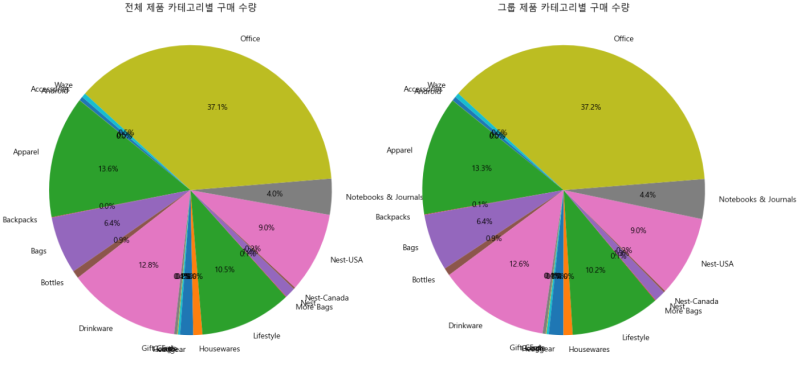 전체 제품 카테고리별 구매 수량
Office
Waze
Android
Apparel
Backpacks
Bags
Bottles
Drinkware
Housewares
Lifestyle
More Bags
Nest-Canada
Nest-USA
Notebooks & Journals
37.1%
13.6%
0.0%
6.4%
0.9%
12.8%
10.5%
9.0%
4.0%
그룹 제품 카테고리별 구매 수량
Office
Waze
Android
Apparel
Backpacks
Bags
Bottles
Drinkware
Housewares
Lifestyle
More Bags
Nest-Canada
Nest-USA
Notebooks & Journals
37.2%
13.3%
0.1%
6.4%
0.9%
12.6%
10.2%
9.0%
4.4%